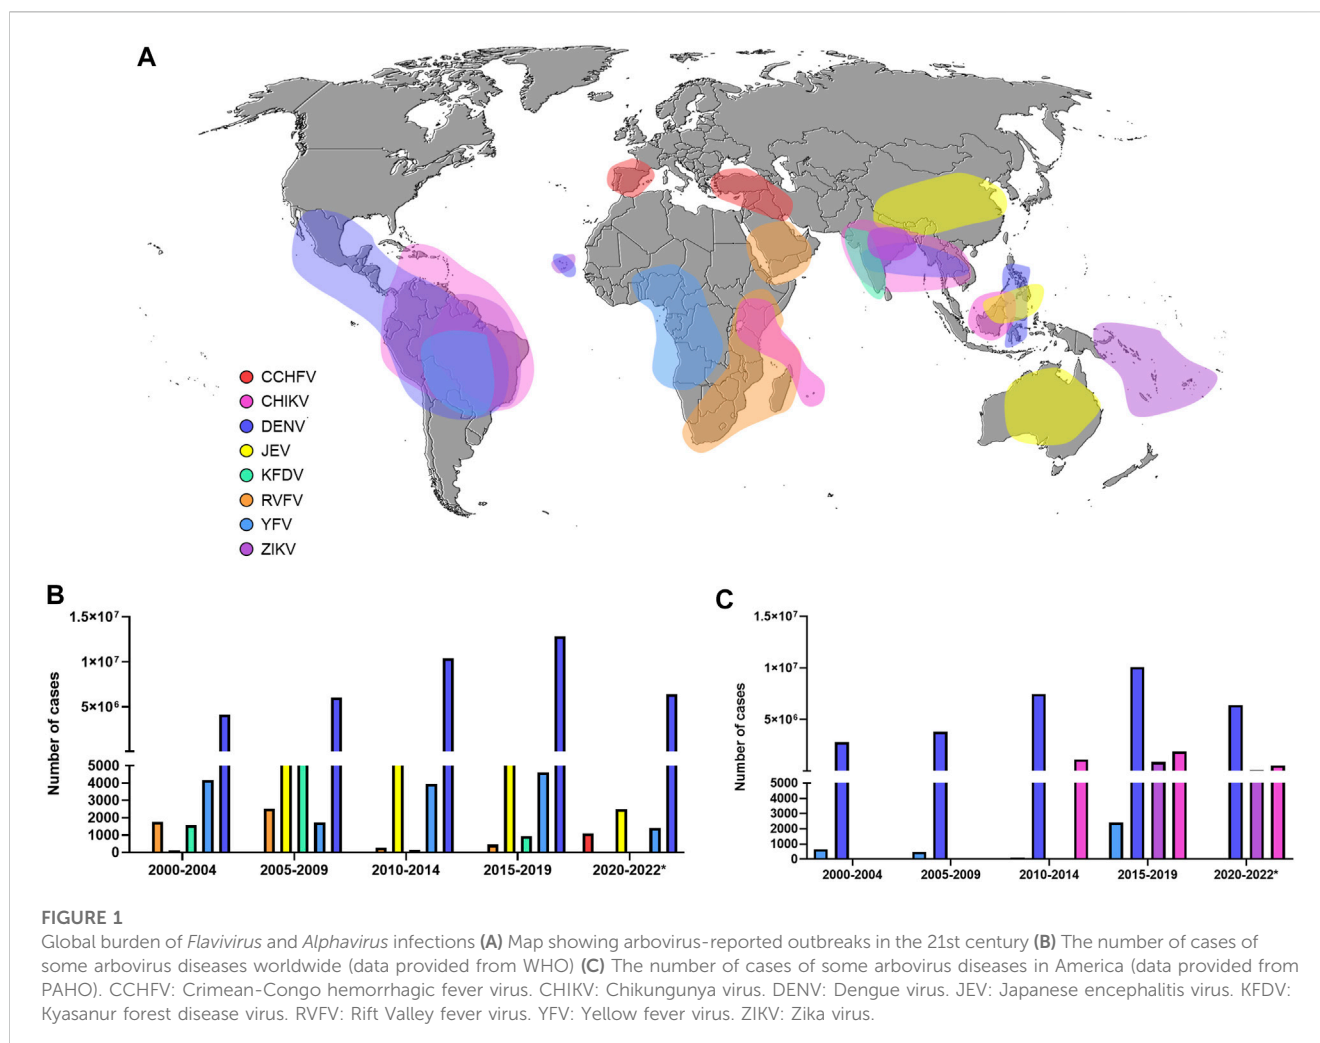 A
CCHFV
CHIKV
DENV
JEV
KFDV
RVFV
YFV
ZIKV
B
Number of cases
1.5×10⁷
1×10⁷
5×10⁶
5000
4000
3000
2000
1000
0
2000-2004
2005-2009
2010-2014
2015-2019
2020-2022*
C
Number of cases
1.5×10⁷
1×10⁷
5×10⁶
5000
4000
3000
2000
1000
0
2000-2004
2005-2009
2010-2014
2015-2019
2020-2022*
FIGURE 1
Global burden of Flavivirus and Alphavirus infections (A) Map showing arbovirus-reported outbreaks in the 21st century (B) The number of cases of
some arbovirus diseases worldwide (data provided from WHO) (C) The number of cases of some arbovirus diseases in America (data provided from
PAHO). CCHFV: Crimean-Congo hemorrhagic fever virus. CHIKV: Chikungunya virus. DENV: Dengue virus. JEV: Japanese encephalitis virus. KFDV:
Kyasanur forest disease virus. RVFV: Rift Valley fever virus. YFV: Yellow fever virus. ZIKV: Zika virus.